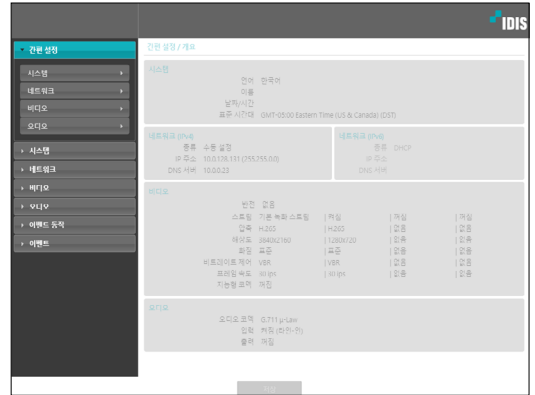 IDIS
간편 설정
시스템
네트워크
비디오
오디오
시스템
네트워크
비디오
오디오
이벤트 동작
이벤트
간편 설정 / 개요
시스템
언어 한국어
이름
날짜/시간
표준 시간대 GMT-05:00 Eastern Time (US & Canada) (DST)
네트워크 (IPv4)
종류 수동 설정
IP 주소 10.0.128.131 (255.255.0.0)
DNS 서버 10.0.0.23
네트워크 (IPv6)
종류 DHCP
IP 주소
DNS 서버
비디오
반전 없음
스트림 기본 녹화 스트림 | 켜짐 | 꺼짐 | 꺼짐
압축 H.265 | H.265 | 없음 | 없음
해상도 3840x2160 | 1280x720 | 없음 | 없음
화질 표준 | 표준 | 없음 | 없음
비트레이트 제어 VBR | VBR | 없음 | 없음
프레임 속도 30 ips | 30 ips | 없음 | 없음
지능형 코덱 꺼짐
오디오
오디오 코덱 G.711 μ-Law
입력 켜짐 (라인-인)
출력 꺼짐